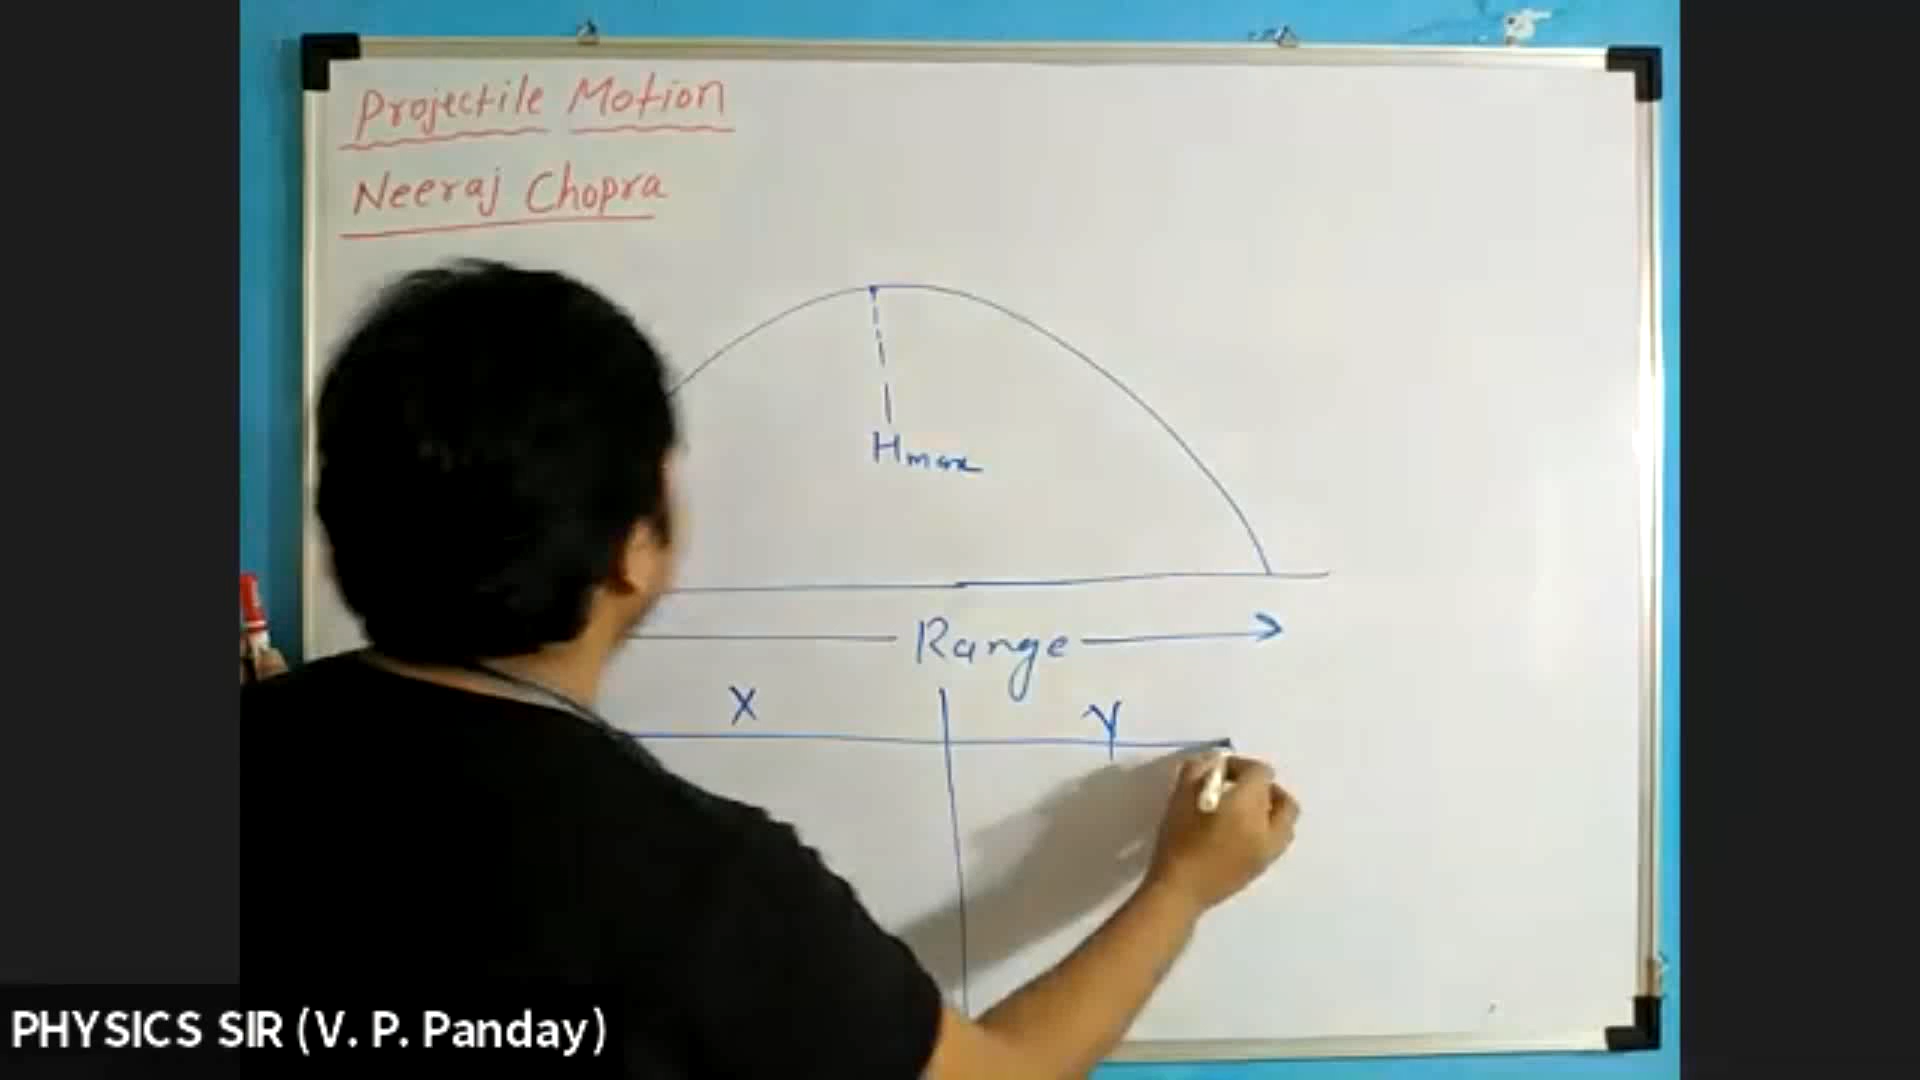 Projectile Motion
Neeraj Chopra
Hmax
Range
X Y
PHYSICS SIR (V. P. Panday)